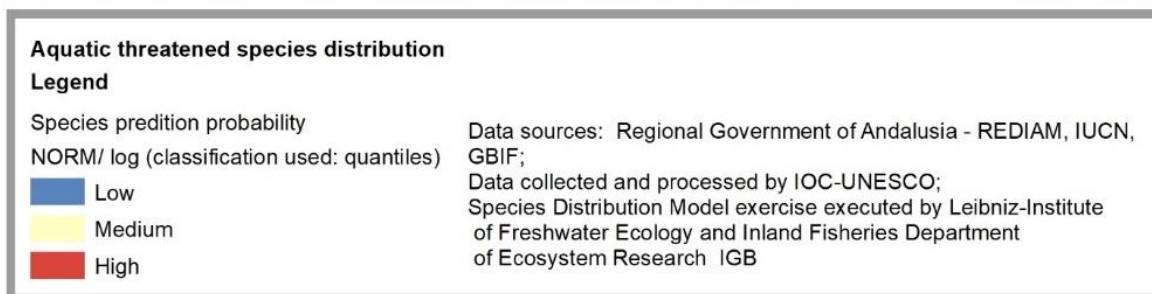 Aquatic threatened species distribution
Legend
Species predition probability
NORM/ log (classification used: quantiles)
Low
Medium
High
Data sources:  Regional Government of Andalusia - REDIAM, IUCN,
GBIF;
Data collected and processed by IOC-UNESCO;
Species Distribution Model exercise executed by Leibniz-Institute
of Freshwater Ecology and Inland Fisheries Department
of Ecosystem Research  IGB